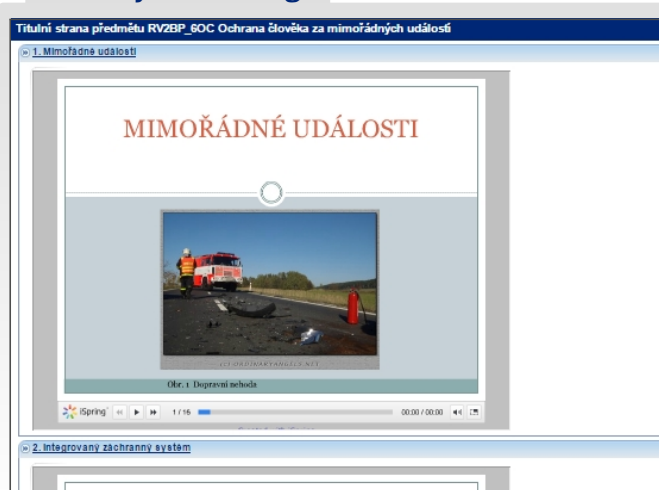 Titulní strana předmětu RV2BP_6OC Ochrana člověka za mimořádných událostí
1. Mimořádné události
MIMOŘÁDNÉ UDÁLOSTI
Obr. 1 Dopravní nehoda
iSpring
1 / 16
00:00 / 00:00
2. Integrovaný záchranný systém